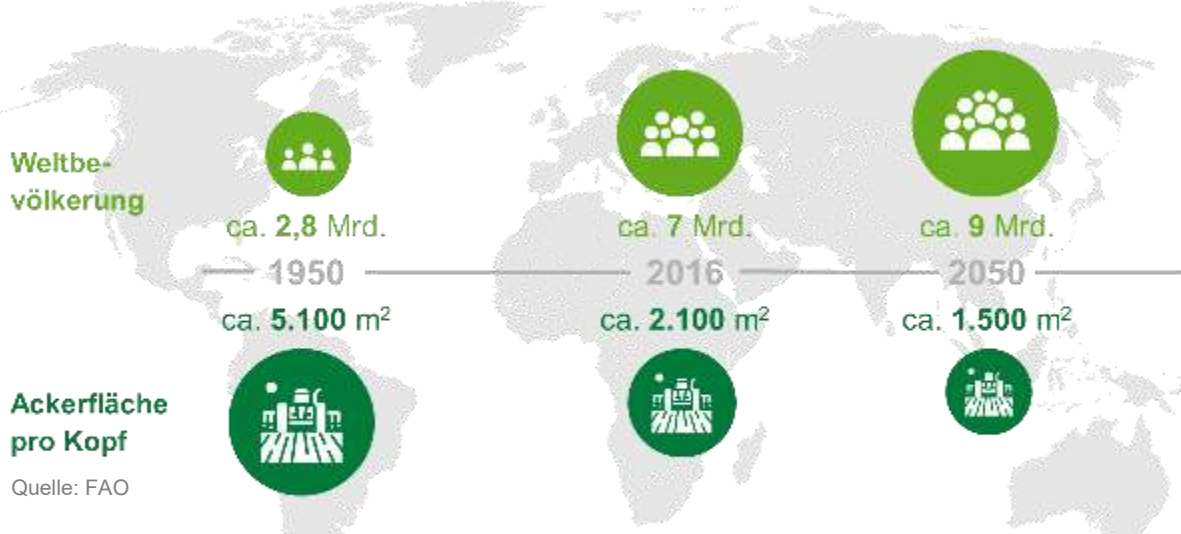 Weltbe-
völkerung
ca. 2,8 Mrd.
ca. 7 Mrd.
ca. 9 Mrd.
1950
2016
2050
ca. 5.100 m²
ca. 2.100 m²
ca. 1.500 m²
Ackerfläche
pro Kopf
Quelle: FAO